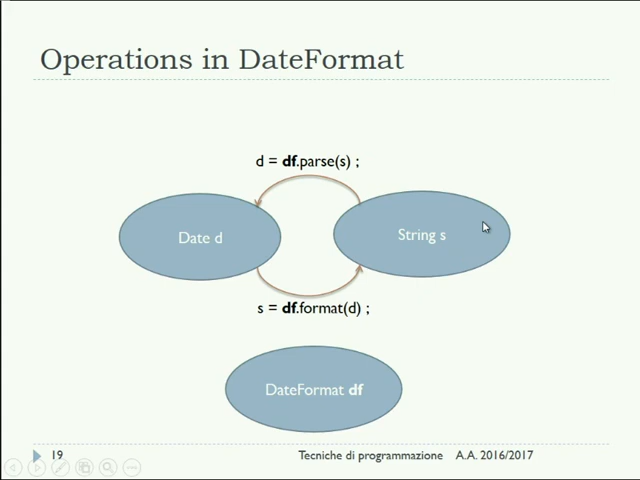 Operations in DateFormat
d = df.parse(s) ;
Date d
String s
s = df.format(d) ;
DateFormat df
19
Tecniche di programmazione A.A. 2016/2017